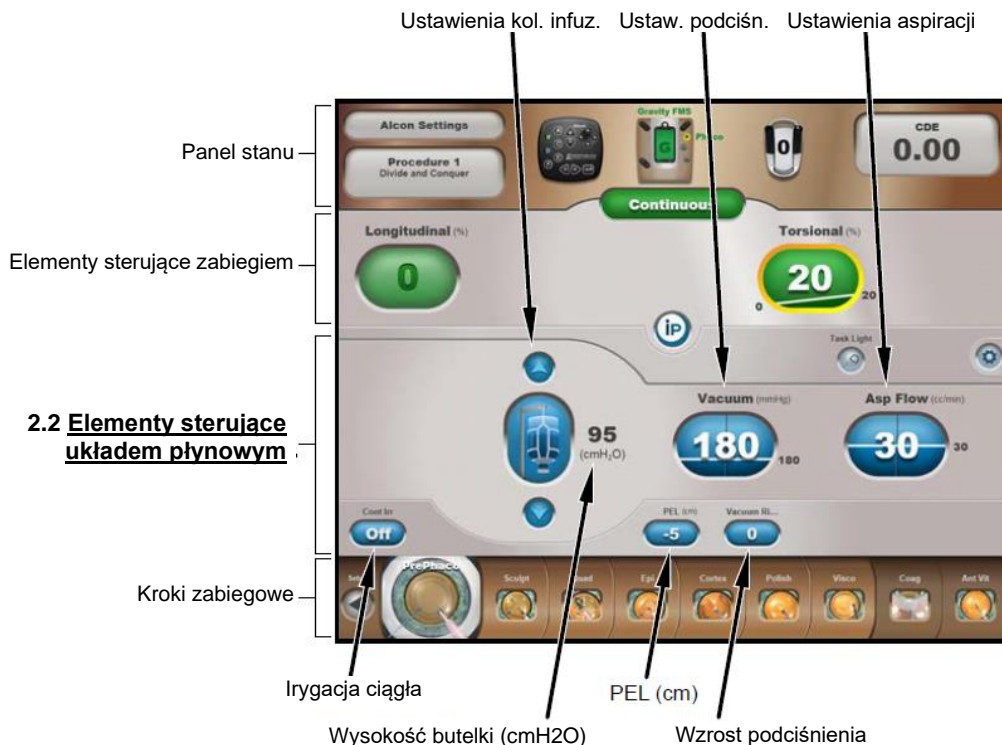 Ustawienia kol. infuz. Ustaw. podciśn. Ustawienia aspiracji
Panel stanu
Alcon Settings
Procedure 1
Divide and Conquer
Gravity FMS
G
Phaco
0
CDE
0.00
Continuous
Elementy sterujące zabiegiem
Longitudinal (%)
0
Torsional (%)
20
0 20
iP
Task Light
2.2 Elementy sterujące
układem płynowym
95
(cmH₂O)
Vacuum (mmHg)
180
180
Asp Flow (cc/min)
30
30
Cont Irr
Off
PEL (cm)
-5
Vacuum Ri...
0
Kroki zabiegowe
PrePhaco
Sculpt
Quad
Epi
Cortex
Polish
Visco
Coag
Ant Vit
Irygacja ciągła
PEL (cm)
Wysokość butelki (cmH2O)
Wzrost podciśnienia